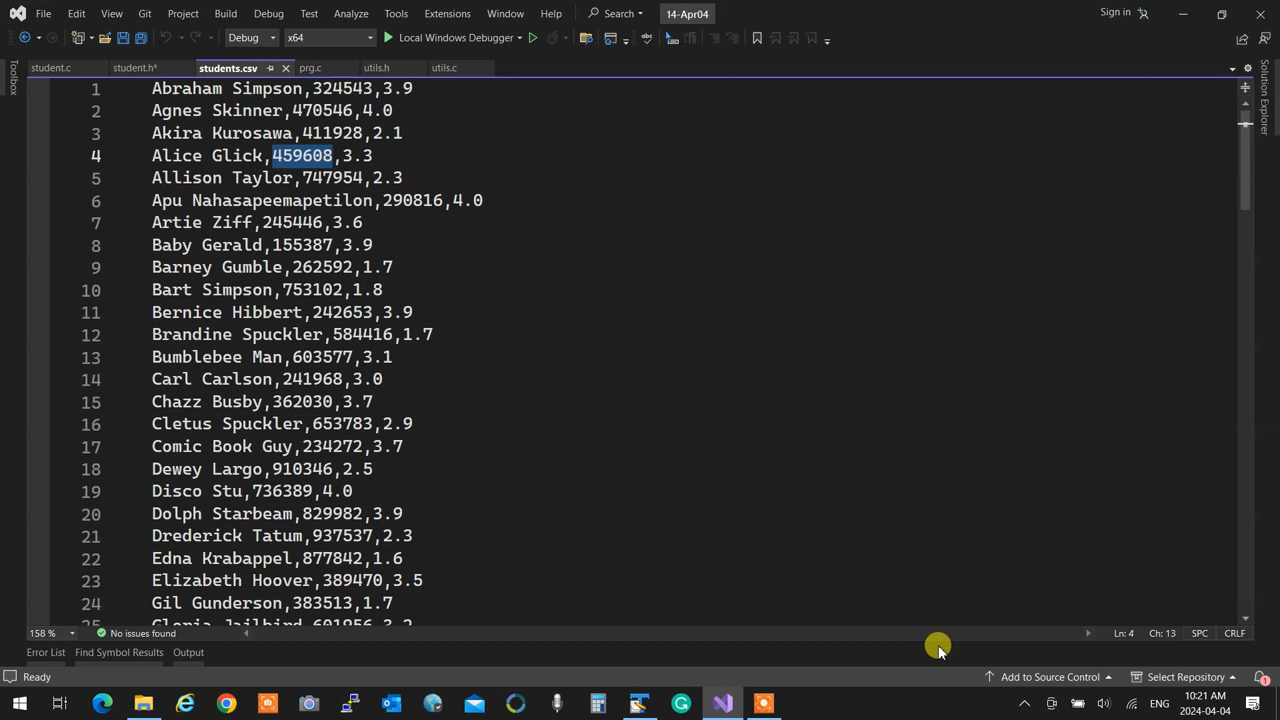 File Edit View Git Project Build Debug Test Analyze Tools Extensions Window Help Search 14-Apr04 Sign in
Debug x64 Local Windows Debugger
student.c student.h* students.csv prg.c utils.h utils.c
Toolbox
Solution Explorer
1 Abraham Simpson,324543,3.9
2 Agnes Skinner,470546,4.0
3 Akira Kurosawa,411928,2.1
4 Alice Glick,459608,3.3
5 Allison Taylor,747954,2.3
6 Apu Nahasapeemapetilon,290816,4.0
7 Artie Ziff,245446,3.6
8 Baby Gerald,155387,3.9
9 Barney Gumble,262592,1.7
10 Bart Simpson,753102,1.8
11 Bernice Hibbert,242653,3.9
12 Brandine Spuckler,584416,1.7
13 Bumblebee Man,603577,3.1
14 Carl Carlson,241968,3.0
15 Chazz Busby,362030,3.7
16 Cletus Spuckler,653783,2.9
17 Comic Book Guy,234272,3.7
18 Dewey Largo,910346,2.5
19 Disco Stu,736389,4.0
20 Dolph Starbeam,829982,3.9
21 Drederick Tatum,937537,2.3
22 Edna Krabappel,877842,1.6
23 Elizabeth Hoover,389470,3.5
24 Gil Gunderson,383513,1.7
25 Gloria Jailbird,601956,3.2
158 % No issues found Ln: 4 Ch: 13 SPC CRLF
Error List Find Symbol Results Output
Ready Add to Source Control Select Repository 1
ENG 10:21 AM
2024-04-04